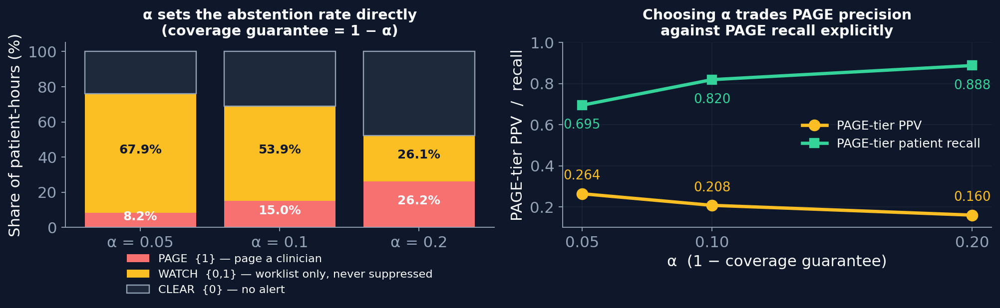 α sets the abstention rate directly
(coverage guarantee = 1 − α)
Share of patient-hours (%)
100
80
60
40
20
0
67.9%
8.2%
53.9%
15.0%
26.1%
26.2%
α = 0.05
α = 0.1
α = 0.2
PAGE {1} — page a clinician
WATCH {0,1} — worklist only, never suppressed
CLEAR {0} — no alert
Choosing α trades PAGE precision
against PAGE recall explicitly
PAGE-tier PPV / recall
1.0
0.8
0.6
0.4
0.2
0.695
0.820
0.888
0.264
0.208
0.160
PAGE-tier PPV
PAGE-tier patient recall
0.05
0.10
0.20
α (1 − coverage guarantee)